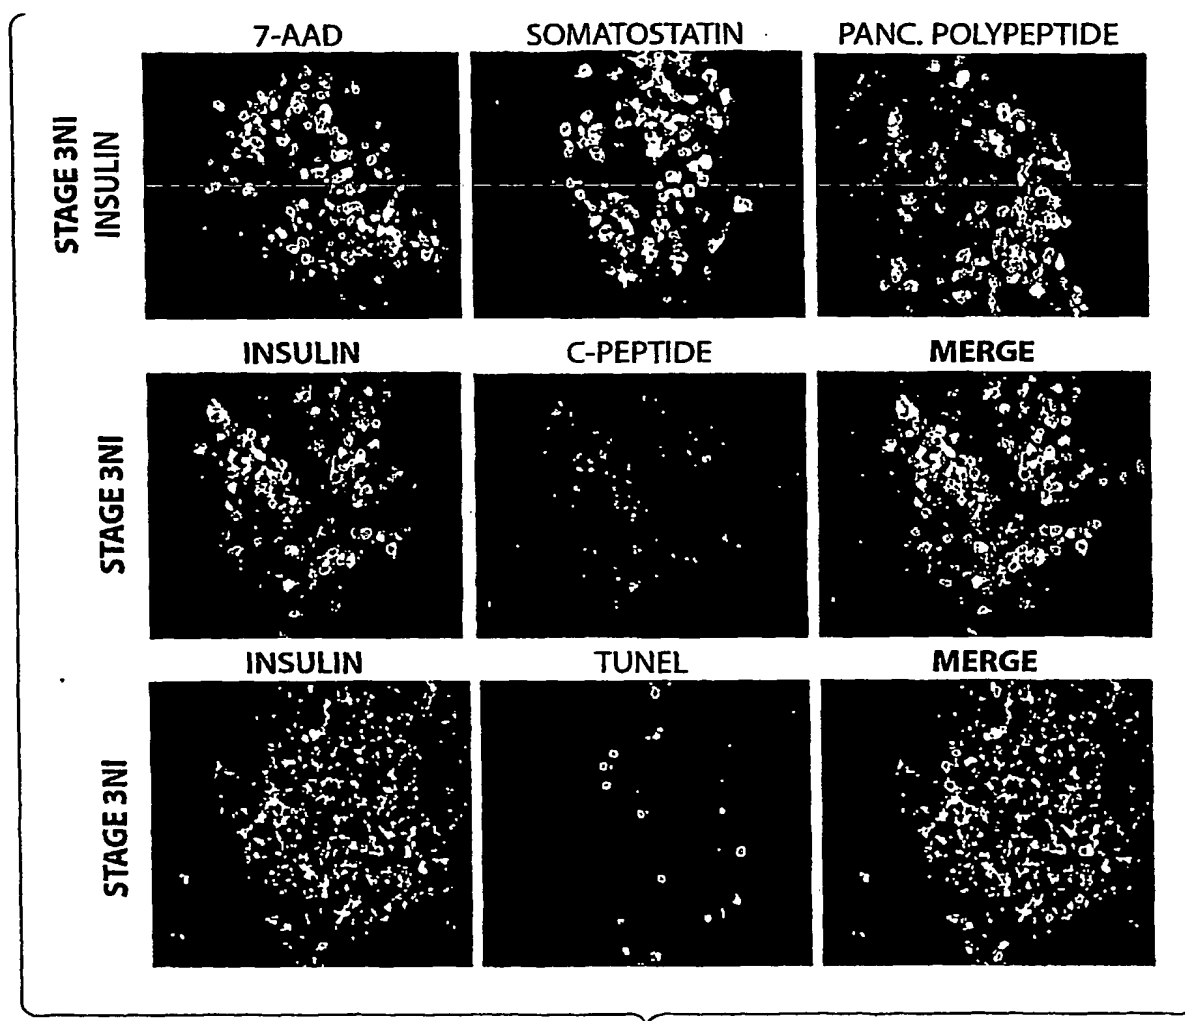 7-AAD SOMATOSTATIN PANC. POLYPEPTIDE
STAGE 3NI
INSULIN
INSULIN C-PEPTIDE MERGE
STAGE 3NI
INSULIN TUNEL MERGE
STAGE 3NI